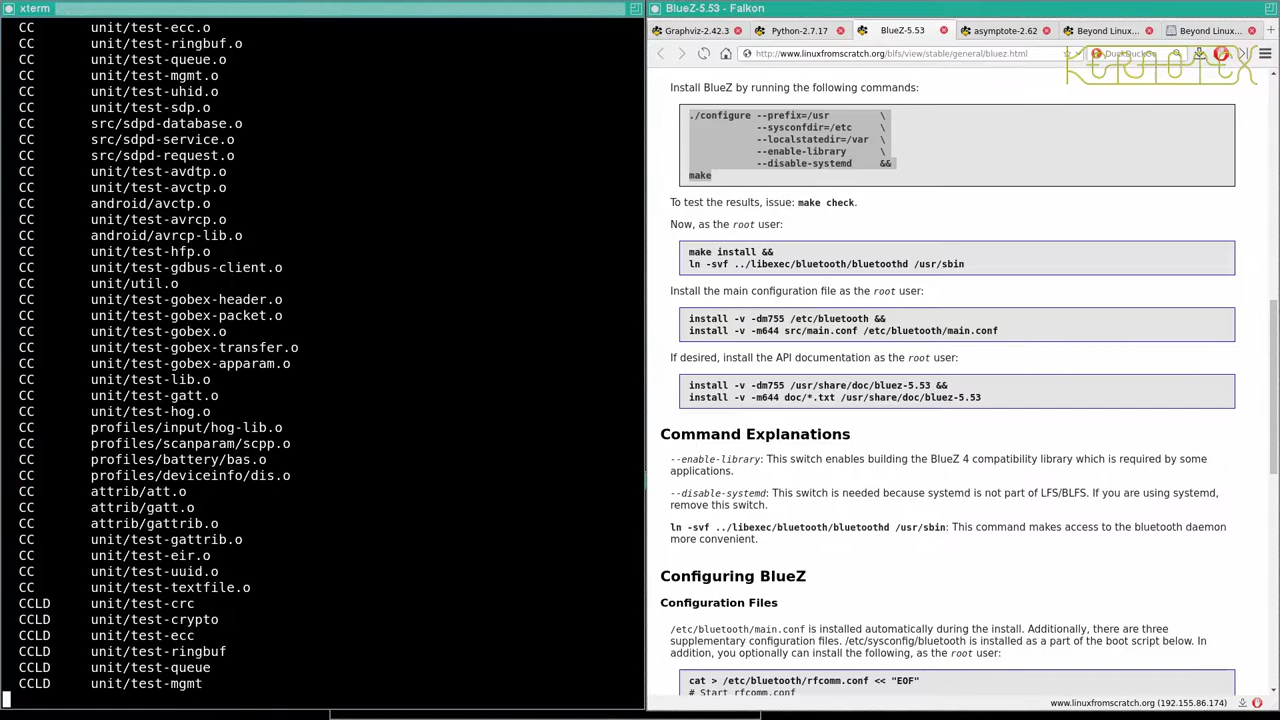 xterm
CC unit/test-ecc.o
CC unit/test-ringbuf.o
CC unit/test-queue.o
CC unit/test-mgmt.o
CC unit/test-uhid.o
CC unit/test-sdp.o
CC src/sdpd-database.o
CC src/sdpd-service.o
CC src/sdpd-request.o
CC unit/test-avdtp.o
CC unit/test-avctp.o
CC android/avctp.o
CC unit/test-avrcp.o
CC android/avrcp-lib.o
CC unit/test-hfp.o
CC unit/test-gdbus-client.o
CC unit/util.o
CC unit/test-gobex-header.o
CC unit/test-gobex-packet.o
CC unit/test-gobex.o
CC unit/test-gobex-transfer.o
CC unit/test-gobex-apparam.o
CC unit/test-lib.o
CC unit/test-gatt.o
CC unit/test-hog.o
CC profiles/input/hog-lib.o
CC profiles/scanparam/scpp.o
CC profiles/battery/bas.o
CC profiles/deviceinfo/dis.o
CC attrib/att.o
CC attrib/gatt.o
CC attrib/gattrib.o
CC unit/test-gattrib.o
CC unit/test-eir.o
CC unit/test-uuid.o
CC unit/test-textfile.o
CCLD unit/test-crc
CCLD unit/test-crypto
CCLD unit/test-ecc
CCLD unit/test-ringbuf
CCLD unit/test-queue
CCLD unit/test-mgmt
BlueZ-5.53 - Falkon
Graphviz-2.42.3 Python-2.7.17 BlueZ-5.53 asymptote-2.62 Beyond Linux... Beyond Linux...
http://www.linuxfromscratch.org/blfs/view/stable/general/bluez.html DuckDuckGo
KERNOTEX
Install BlueZ by running the following commands:
./configure --prefix=/usr \
--sysconfdir=/etc \
--localstatedir=/var \
--enable-library \
--disable-systemd &&
make
To test the results, issue: make check.
Now, as the root user:
make install &&
ln -svf ../libexec/bluetooth/bluetoothd /usr/sbin
Install the main configuration file as the root user:
install -v -dm755 /etc/bluetooth &&
install -v -m644 src/main.conf /etc/bluetooth/main.conf
If desired, install the API documentation as the root user:
install -v -dm755 /usr/share/doc/bluez-5.53 &&
install -v -m644 doc/*.txt /usr/share/doc/bluez-5.53
Command Explanations
--enable-library: This switch enables building the BlueZ 4 compatibility library which is required by some
applications.
--disable-systemd: This switch is needed because systemd is not part of LFS/BLFS. If you are using systemd,
remove this switch.
ln -svf ../libexec/bluetooth/bluetoothd /usr/sbin: This command makes access to the bluetooth daemon
more convenient.
Configuring BlueZ
Configuration Files
/etc/bluetooth/main.conf is installed automatically during the install. Additionally, there are three
supplementary configuration files. /etc/sysconfig/bluetooth is installed as a part of the boot script below. In
addition, you optionally can install the following, as the root user:
cat > /etc/bluetooth/rfcomm.conf << "EOF"
# Start rfcomm.conf
www.linuxfromscratch.org (192.155.86.174)